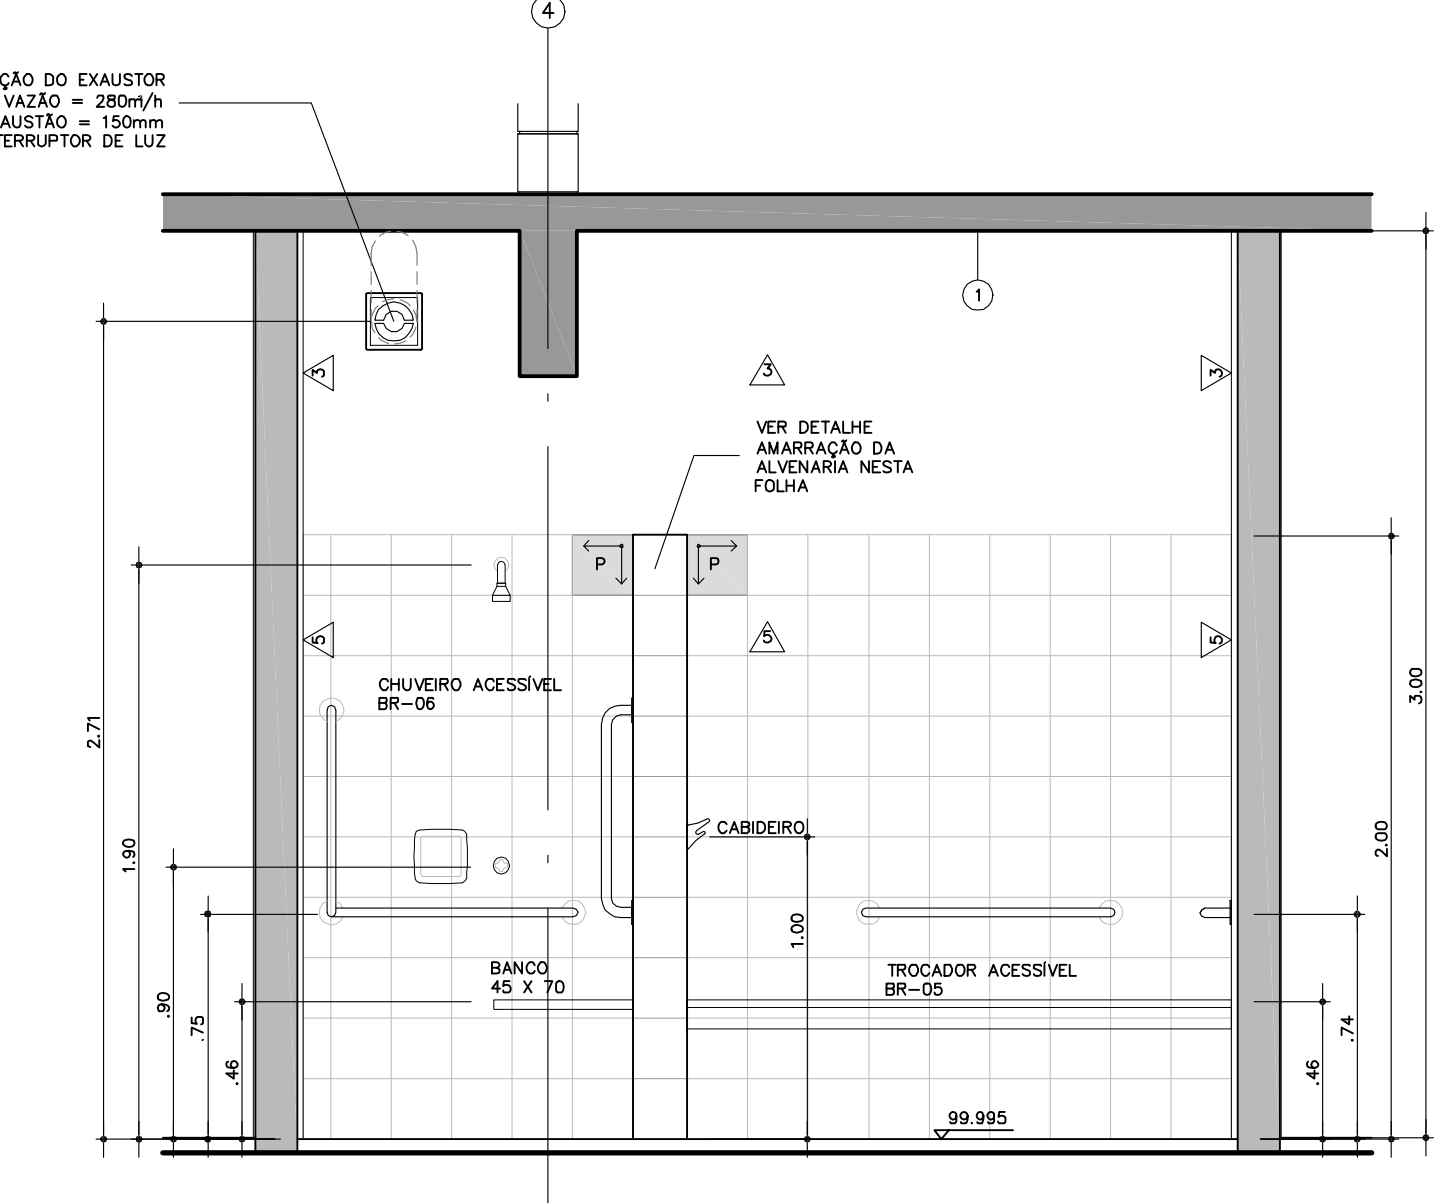 4
ÇÃO DO EXAUSTOR
VAZÃO = 280m³/h
AUSTÃO = 150mm
TERRUPTOR DE LUZ
1
3
3
3
VER DETALHE
AMARRAÇÃO DA
ALVENARIA NESTA
FOLHA
P
P
5
5
5
CHUVEIRO ACESSÍVEL
BR-06
2.71
3.00
1.90
CABIDEIRO
2.00
1.00
BANCO
45 X 70
TROCADOR ACESSÍVEL
BR-05
.90
.75
.46
.46
.74
99.995